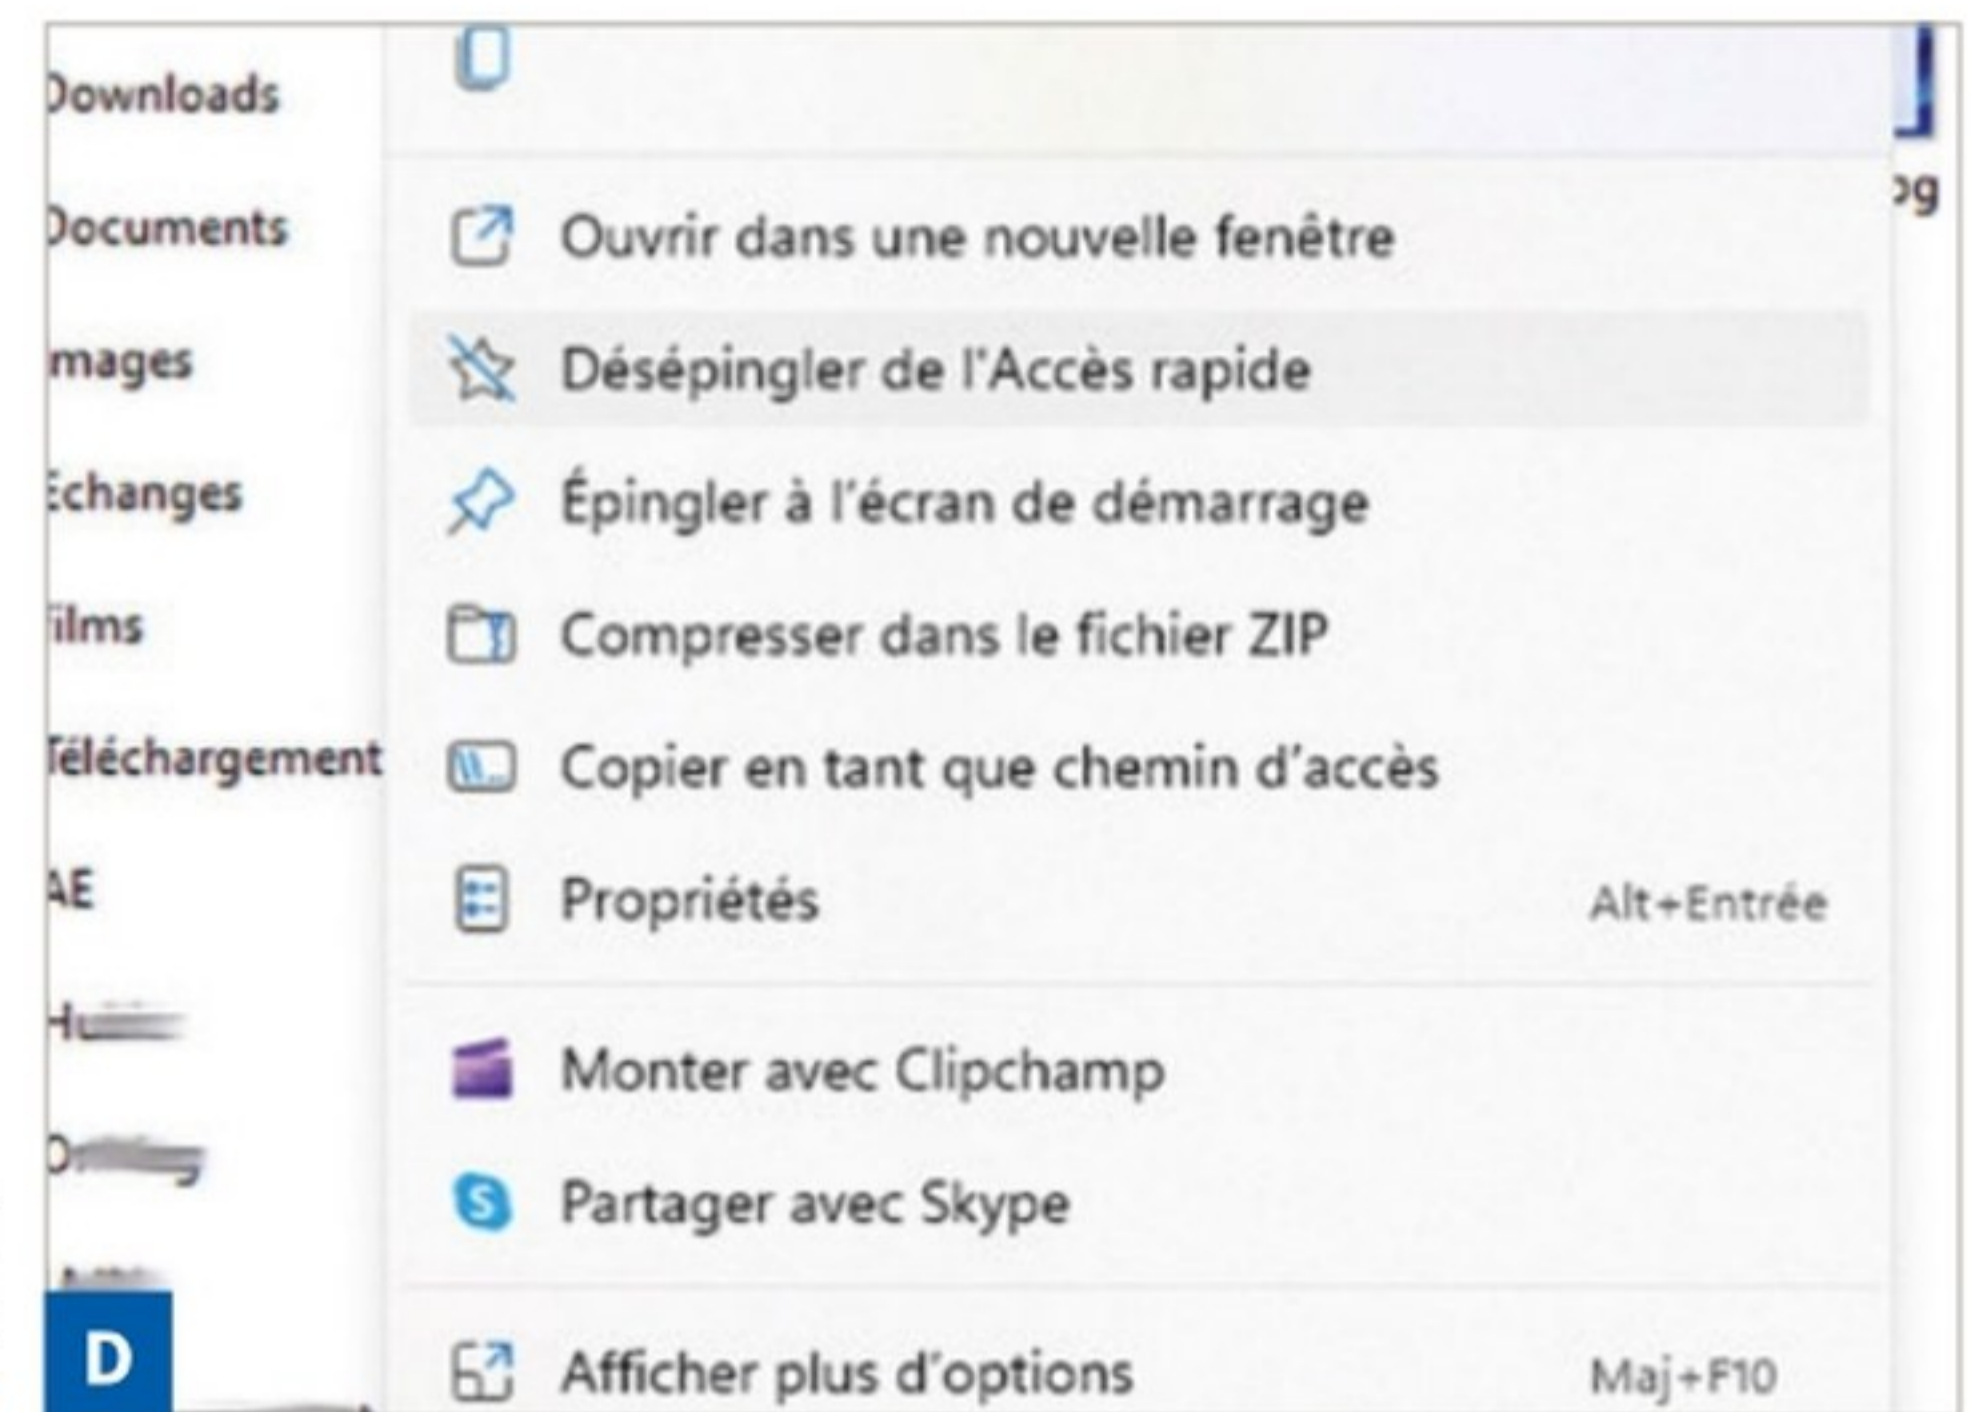 Downloads
Documents
Images
Echanges
Films
Téléchargement
AE
Ouvrir dans une nouvelle fenêtre
Désépingler de l'Accès rapide
Épingler à l'écran de démarrage
Compresser dans le fichier ZIP
Copier en tant que chemin d'accès
Propriétés Alt+Entrée
Monter avec Clipchamp
Partager avec Skype
Afficher plus d'options Maj+F10
D